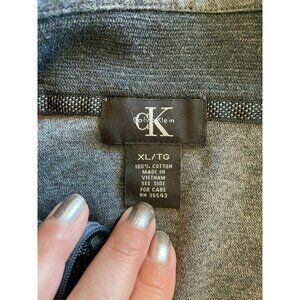 CK
Calvin Klein
XL/TG
100% COTTON
MADE IN
VIETNAM
SEE SIDE
FOR CARE
RN 36543